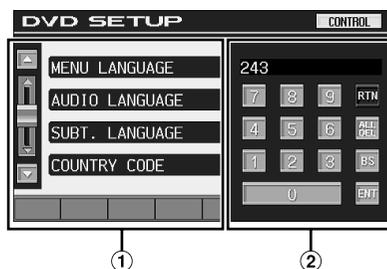 DVD SETUP
CONTROL
MENU LANGUAGE
AUDIO LANGUAGE
SUBT. LANGUAGE
COUNTRY CODE
243
7 8 9 RTN
4 5 6 ALL DEL
1 2 3 BS
0 ENT
1 2